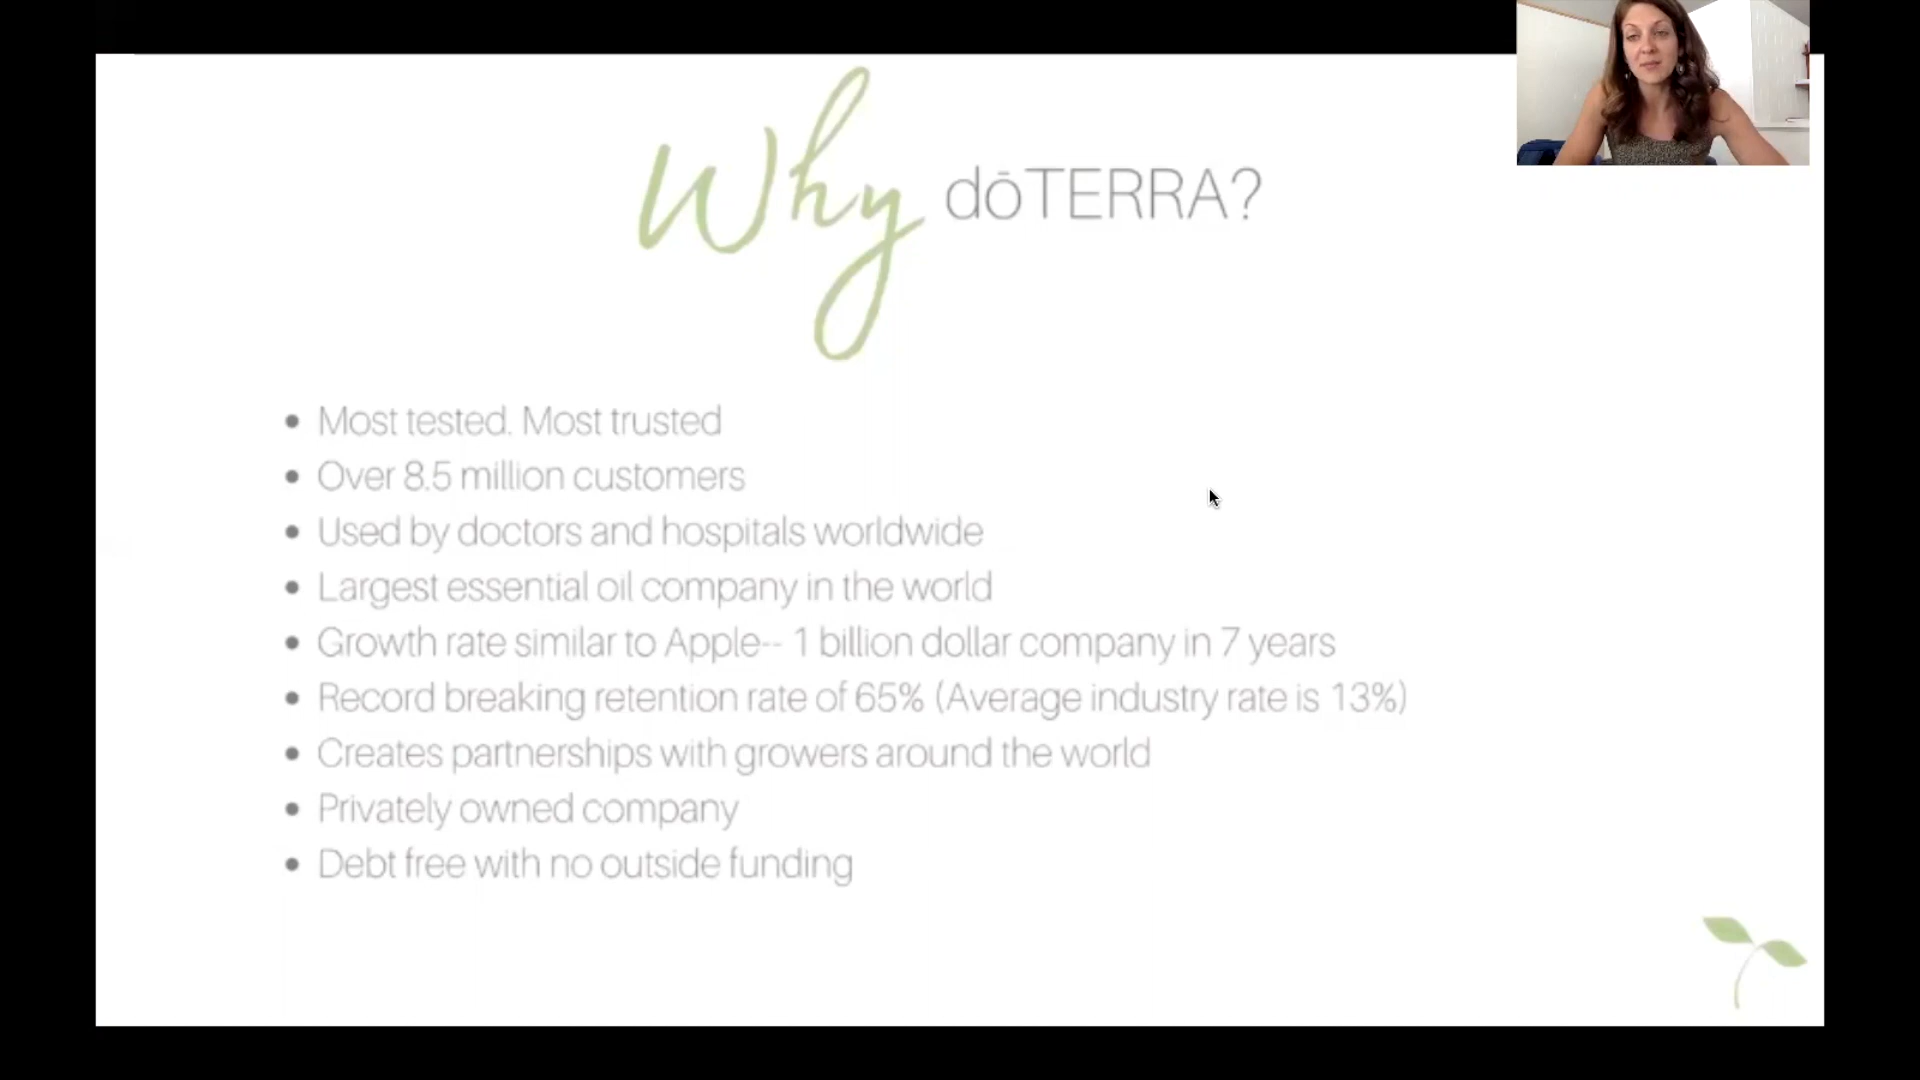 Why dōTERRA?
• Most tested. Most trusted
• Over 8.5 million customers
• Used by doctors and hospitals worldwide
• Largest essential oil company in the world
• Growth rate similar to Apple-- 1 billion dollar company in 7 years
• Record breaking retention rate of 65% (Average industry rate is 13%)
• Creates partnerships with growers around the world
• Privately owned company
• Debt free with no outside funding